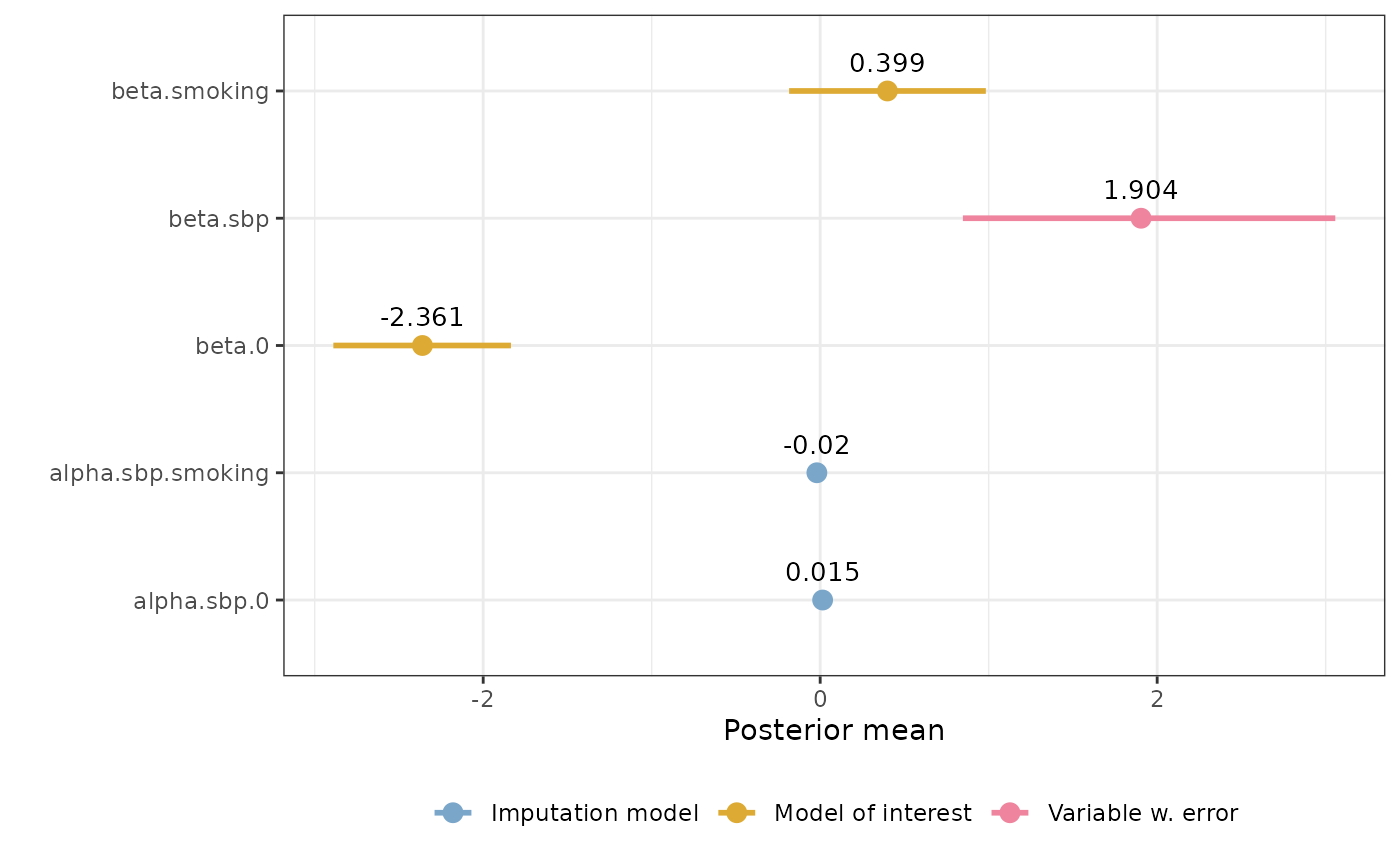 0.399
beta.smoking
1.904
beta.sbp
-2.361
beta.0
-0.02
alpha.sbp.smoking
0.015
alpha.sbp.0
-2 0 2
Posterior mean
Imputation model Model of interest Variable w. error